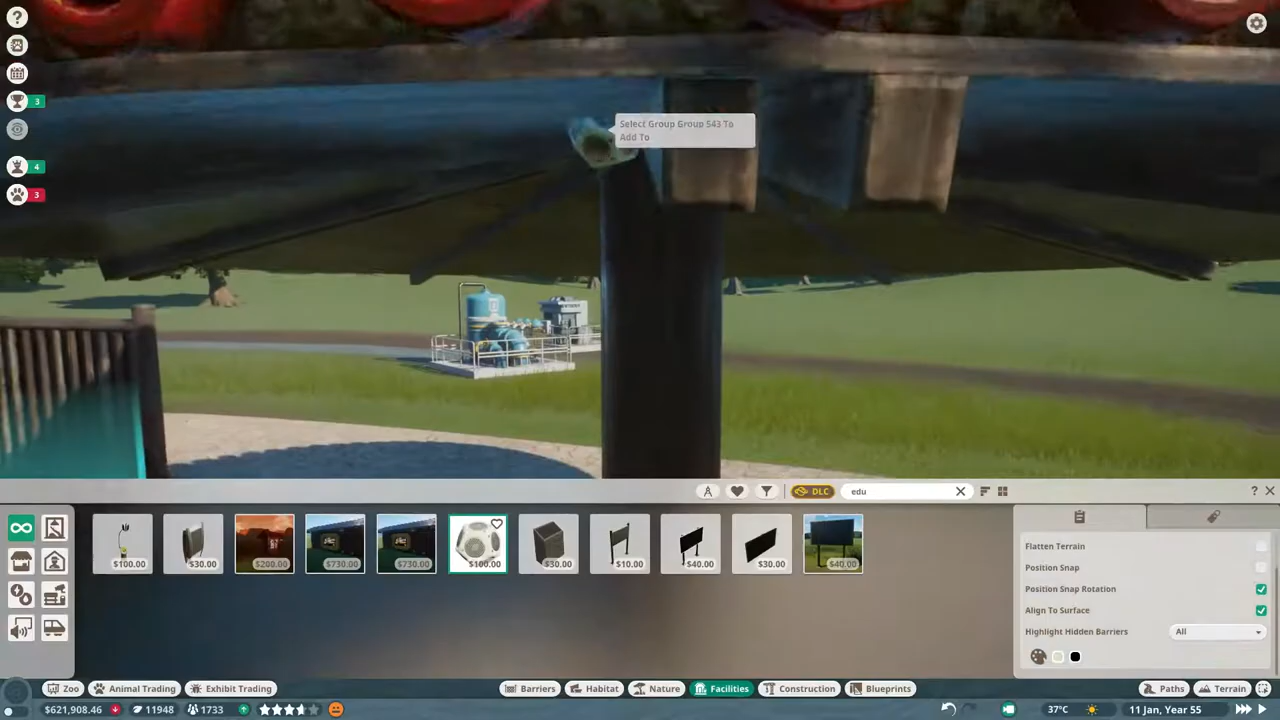 ?
3
4
3
Select Group Group 543 To
Add To
DLC
edu
?
$100.00
$30.00
$200.00
$730.00
$730.00
$100.00
$30.00
$10.00
$40.00
$30.00
$40.00
Flatten Terrain
Position Snap
Position Snap Rotation
Align To Surface
Highlight Hidden Barriers
All
Zoo
Animal Trading
Exhibit Trading
Barriers
Habitat
Nature
Facilities
Construction
Blueprints
Paths
Terrain
$621,908.46
11948
1733
37°C
11 Jan, Year 55